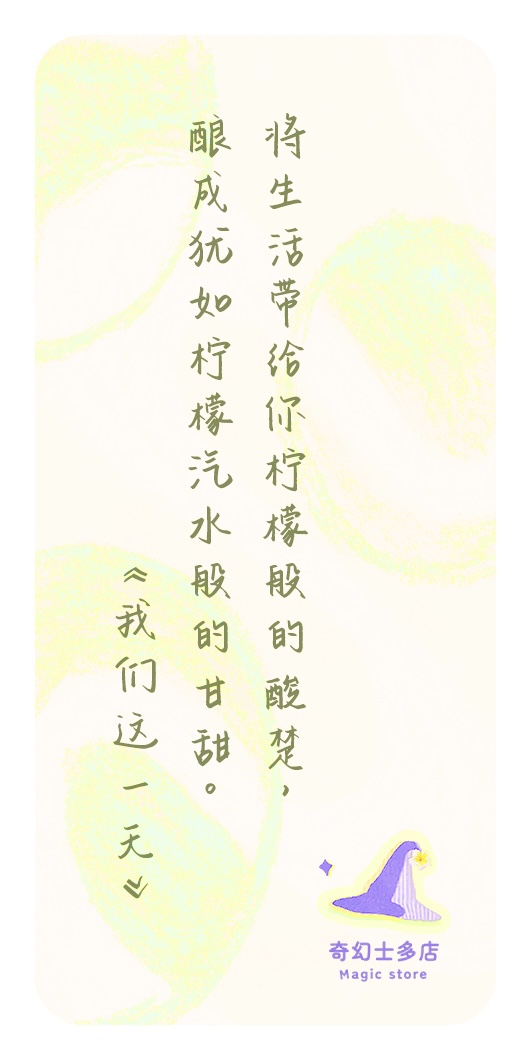 将生活带给你柠檬般的酸楚，
酿成犹如柠檬汽水般的甘甜。
《我们这一天》
奇幻士多店
Magic store